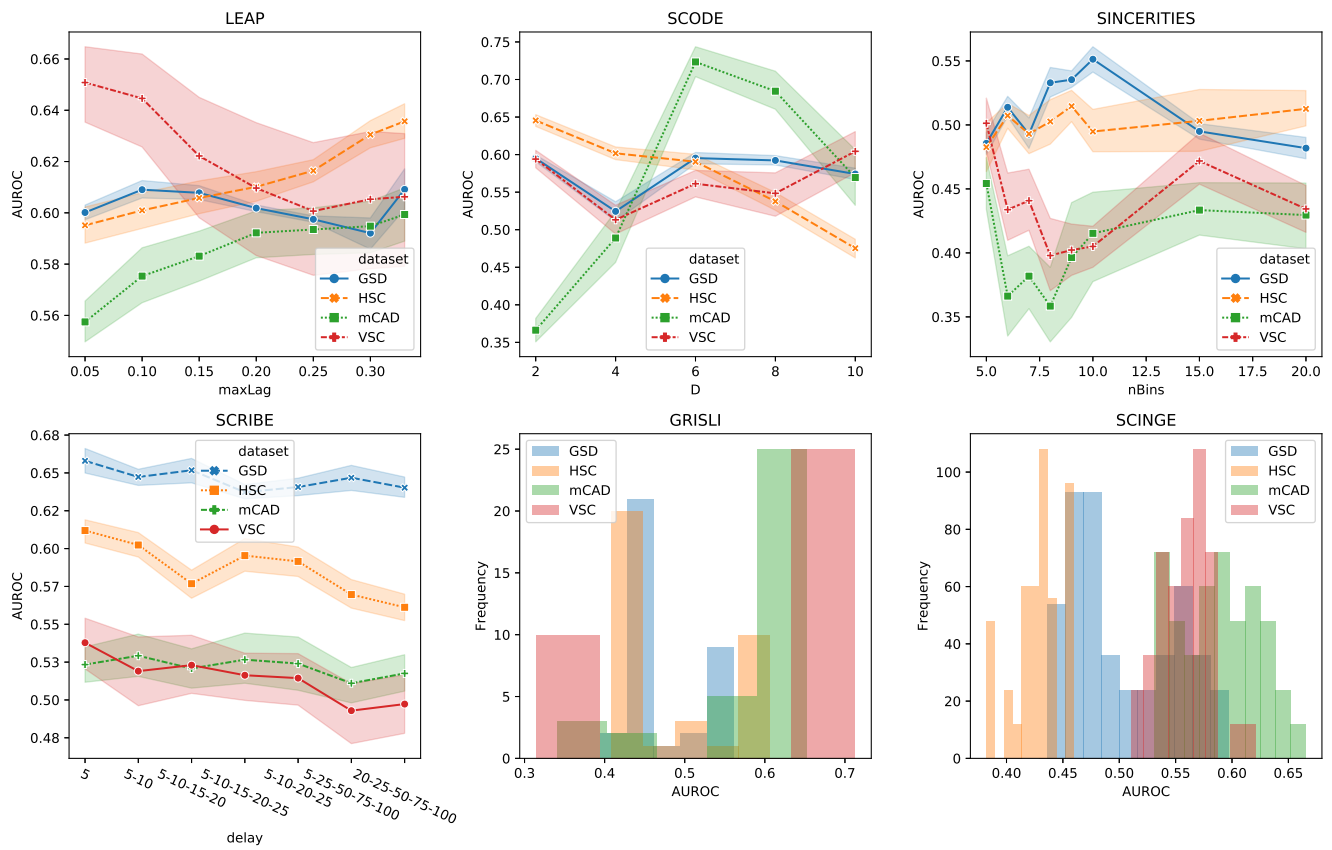 LEAP
0.66
0.64
0.62
0.60
0.58
0.56
AUROC
dataset
GSD
HSC
mCAD
VSC
0.05
0.10
0.15
0.20
0.25
0.30
maxLag
SCODE
0.75
0.70
0.65
0.60
0.55
0.50
0.45
0.40
0.35
AUROC
dataset
GSD
HSC
mCAD
VSC
2
4
6
8
10
D
SINCERITIES
0.55
0.50
0.45
0.40
0.35
AUROC
dataset
GSD
HSC
mCAD
VSC
5.0
7.5
10.0
12.5
15.0
17.5
20.0
nBins
SCRIBE
0.68
0.65
0.62
0.60
0.57
0.55
0.53
0.50
0.48
AUROC
dataset
GSD
HSC
mCAD
VSC
5
5-10
5-10-15-20
5-10-15-20-25
5-10-20-25
5-25-50-75-100
20-25-50-75-100
delay
GRISLI
25
20
15
10
5
0
Frequency
GSD
HSC
mCAD
VSC
0.3
0.4
0.5
0.6
0.7
AUROC
SCINGE
100
80
60
40
20
0
Frequency
GSD
HSC
mCAD
VSC
0.40
0.45
0.50
0.55
0.60
0.65
AUROC